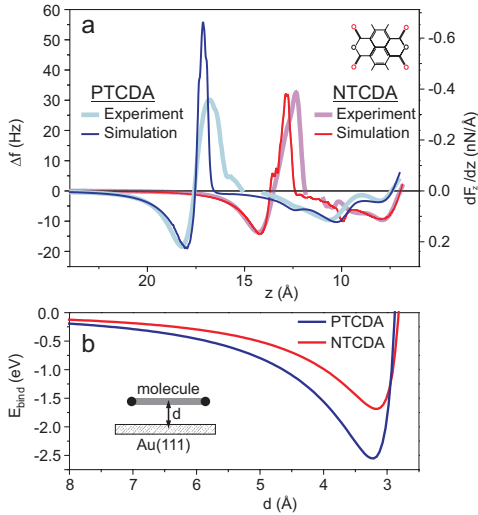 a
PTCDA
Experiment
Simulation
NTCDA
Experiment
Simulation
O O
O O
O O
60
50
40
30
20
10
0
-10
-20
Δf (Hz)
-0.6
-0.4
-0.2
0.0
0.2
dF_z/dz (nN/Å)
20 15 10
z (Å)
b
PTCDA
NTCDA
molecule
d
Au(111)
0.0
-0.5
-1.0
-1.5
-2.0
-2.5
E_bind (eV)
8 7 6 5 4 3
d (Å)